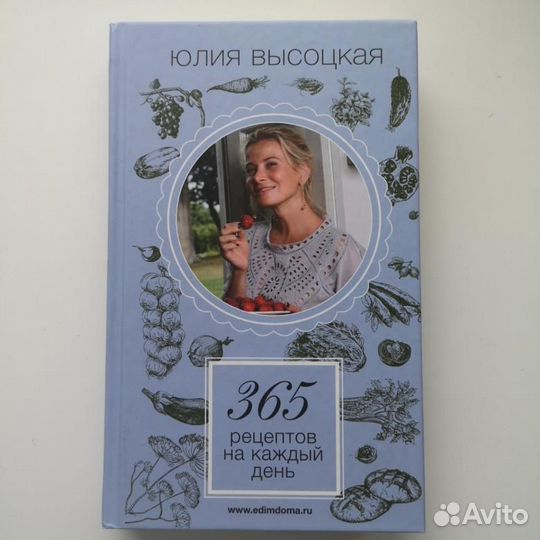 ЮЛИЯ ВЫСОЦКАЯ
365
рецептов
на каждый
день
www.edimdoma.ru
Avito